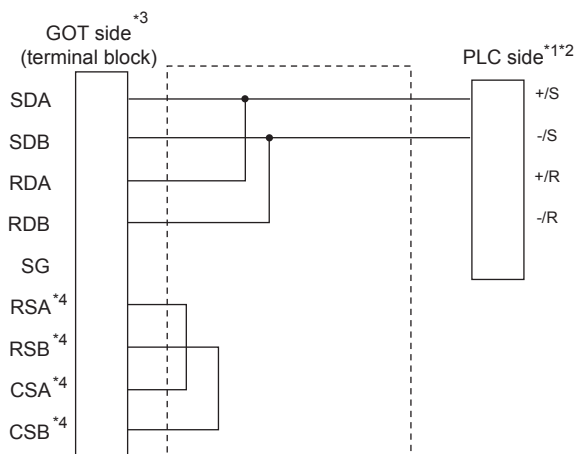 GOT side*3
(terminal block)
PLC side*1*2
SDA
SDB
RDA
RDB
SG
RSA*4
RSB*4
CSA*4
CSB*4
+/S
-/S
+/R
-/R